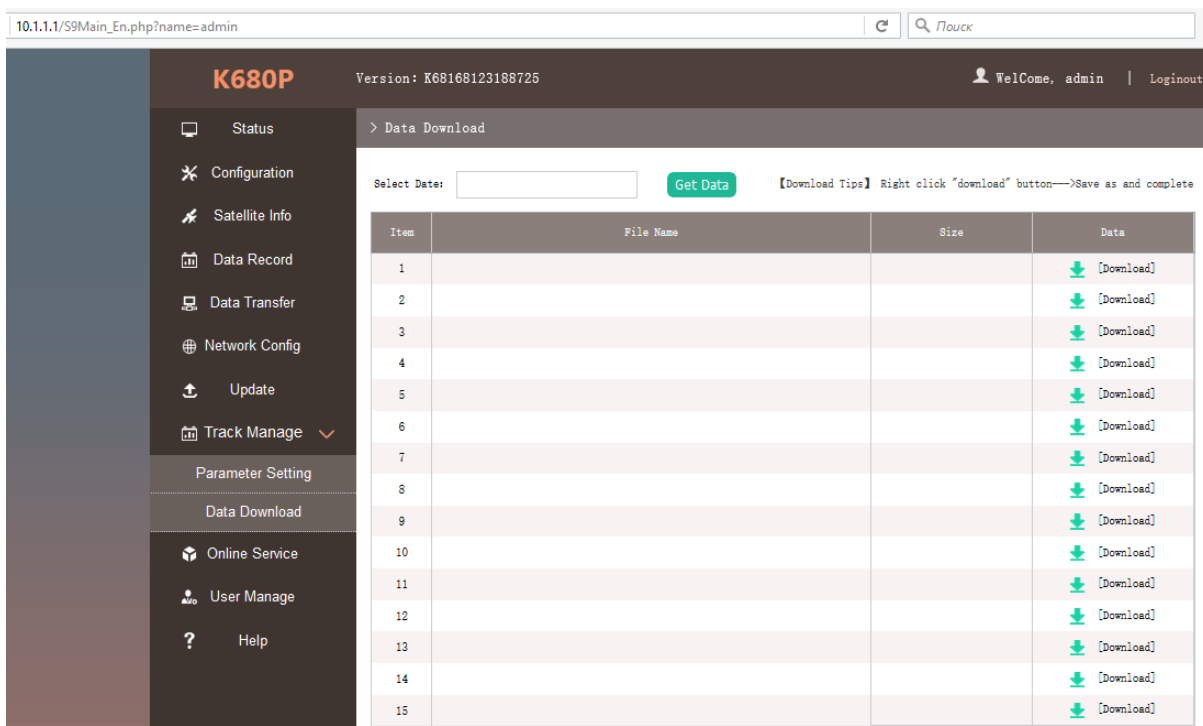 10.1.1.1/S9Main_En.php?name=admin
Поиск
K680P
Version: K68168123188725
WelCome, admin | Loginout
Status
Configuration
Satellite Info
Data Record
Data Transfer
Network Config
Update
Track Manage
Parameter Setting
Data Download
Online Service
User Manage
Help
> Data Download
Select Date:
Get Data
【Download Tips】 Right click "download" button--->Save as and complete
Item File Name Size Data
1 [Download]
2 [Download]
3 [Download]
4 [Download]
5 [Download]
6 [Download]
7 [Download]
8 [Download]
9 [Download]
10 [Download]
11 [Download]
12 [Download]
13 [Download]
14 [Download]
15 [Download]